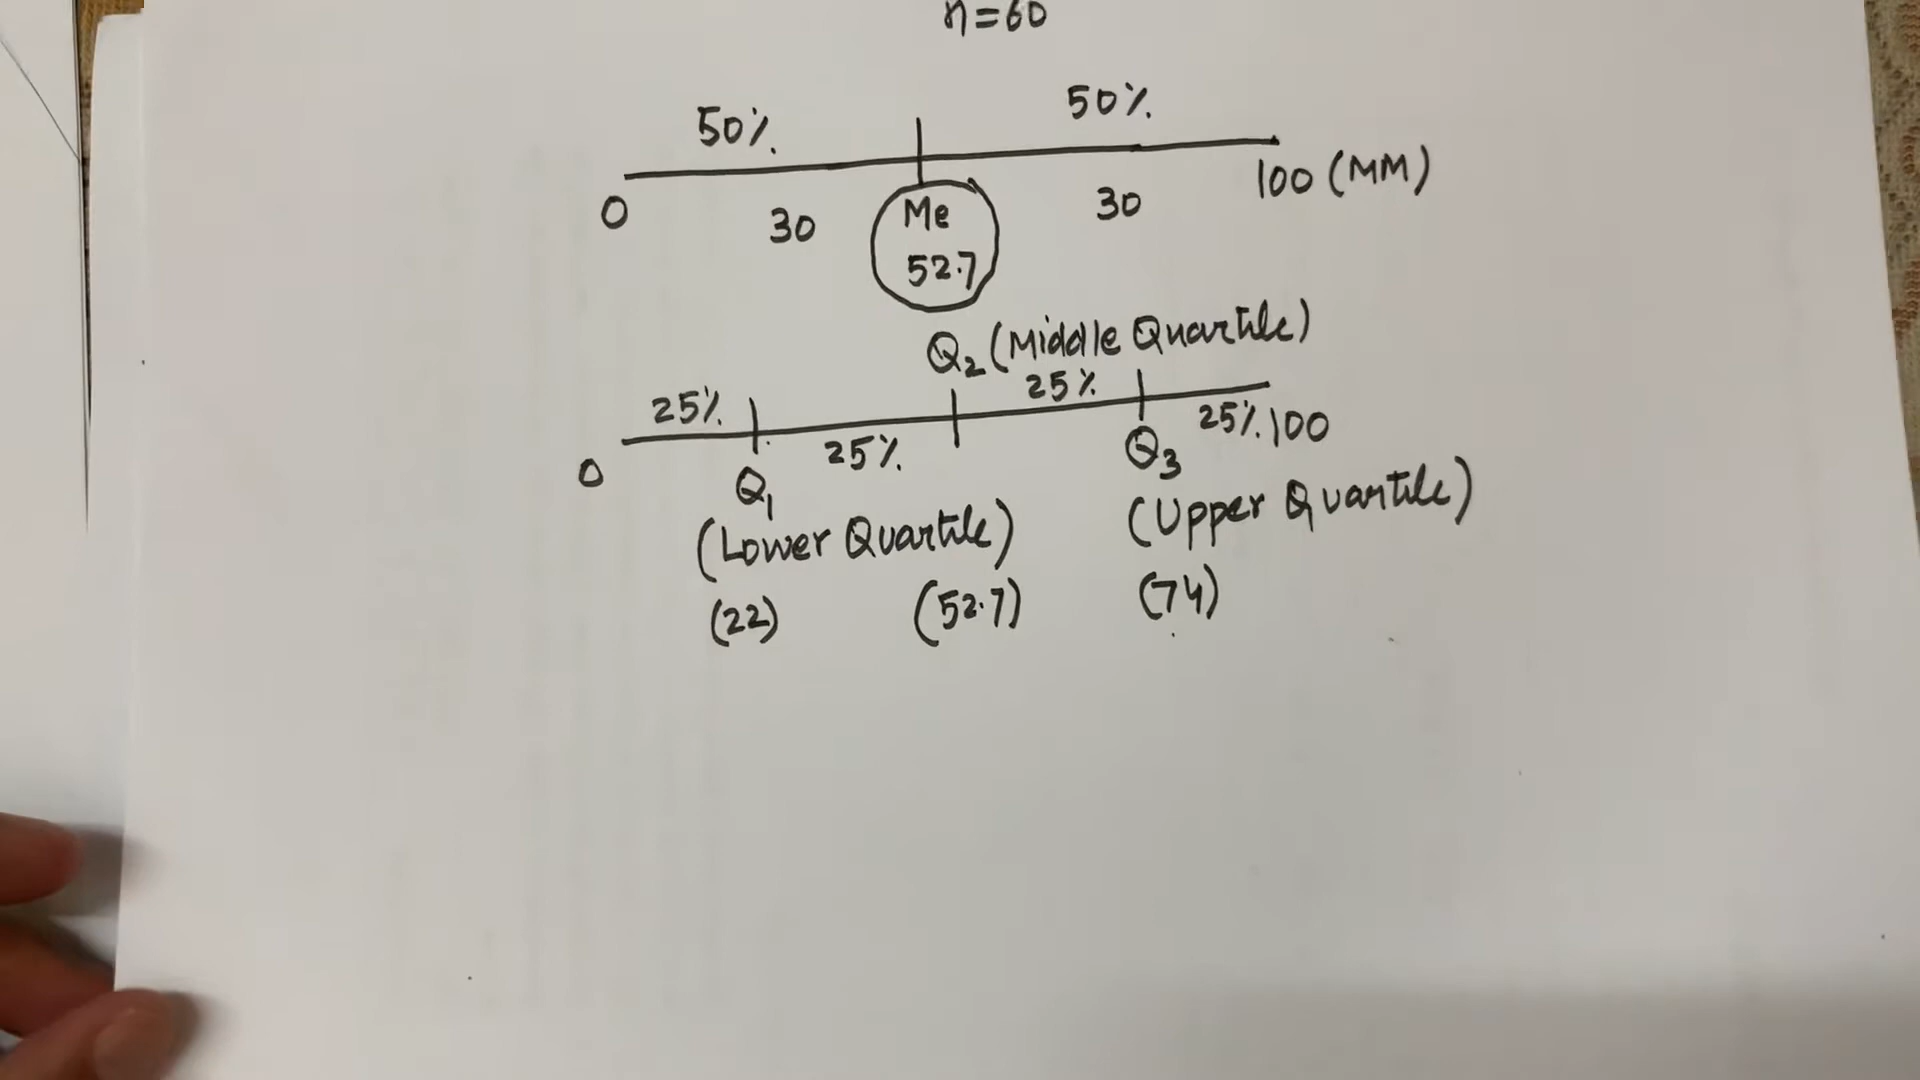 n=60
50% 50%
0 30 Me 30 100 (MM)
52.7
Q2 (Middle Quartile)
25% 25% 25% 25%
0 Q1 Q3 100
(Lower Quartile) (Upper Quartile)
(22) (52.7) (74)